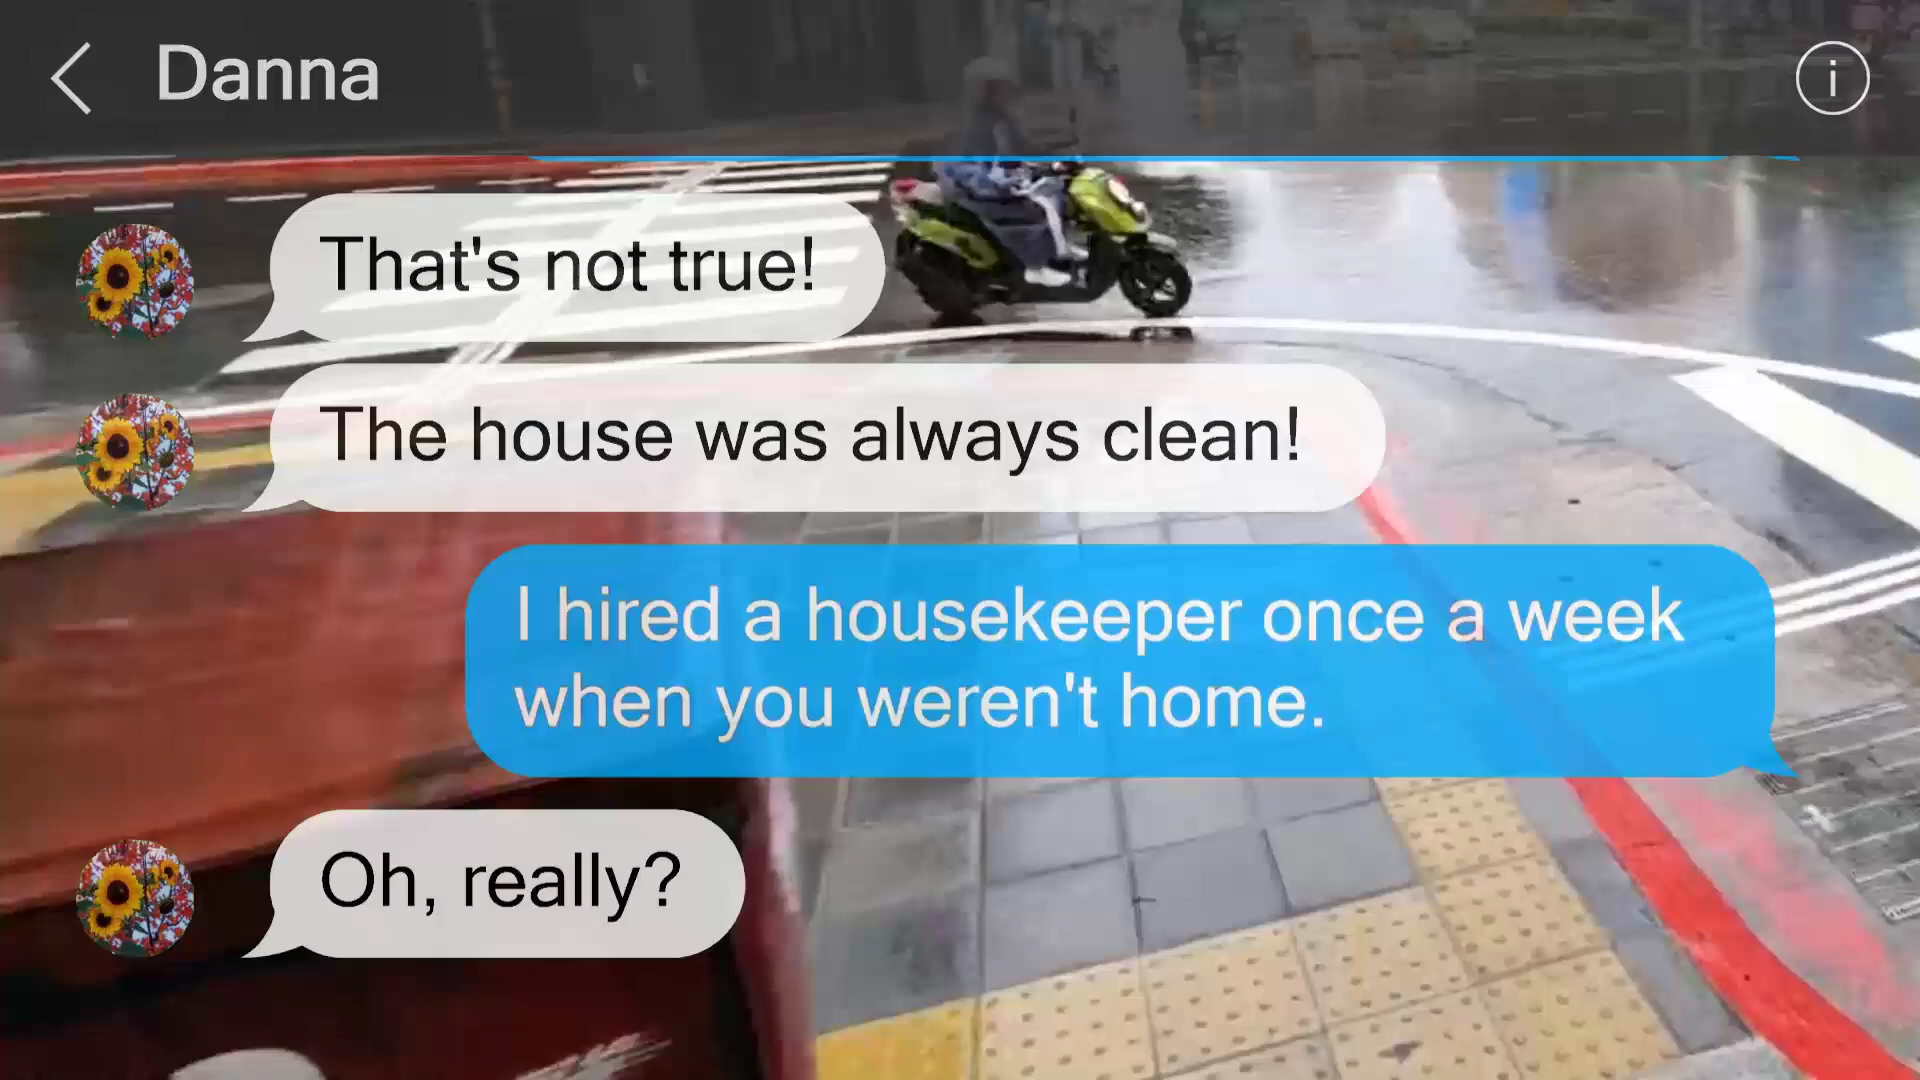 Danna
That's not true!
The house was always clean!
I hired a housekeeper once a week
when you weren't home.
Oh, really?